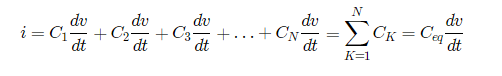 $i = C_1 \frac{dv}{dt} + C_2 \frac{dv}{dt} + C_3 \frac{dv}{dt} + \ldots + C_N \frac{dv}{dt} = \sum_{K=1}^{N} C_K = C_{eq} \frac{dv}{dt}$